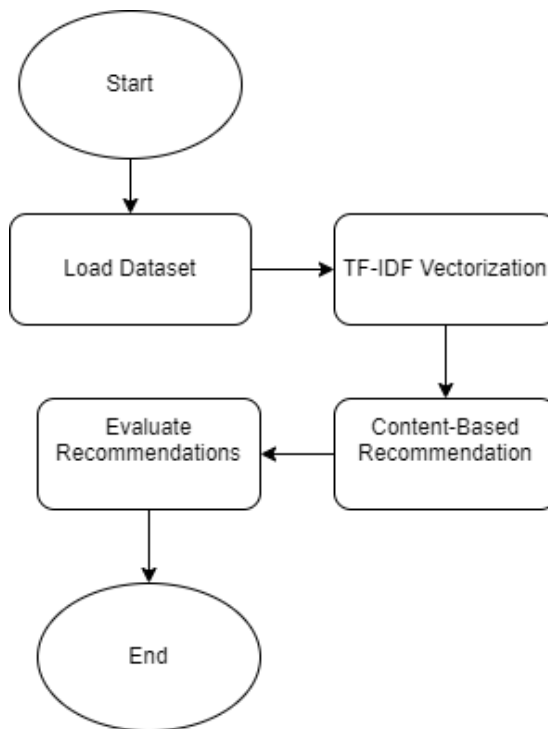 Start
Load Dataset
TF-IDF Vectorization
Content-Based
Recommendation
Evaluate
Recommendations
End